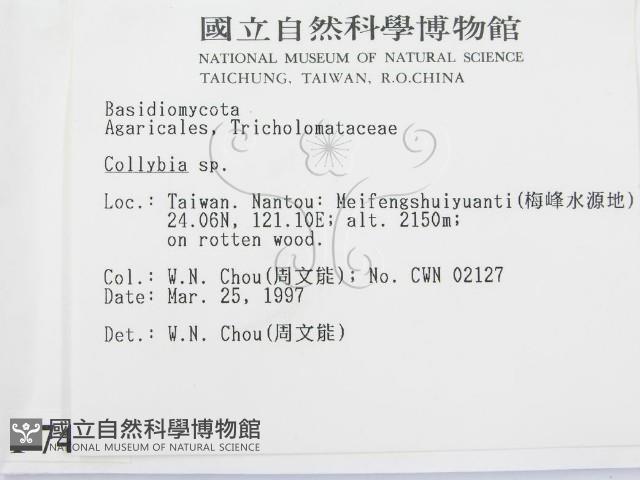 國立自然科學博物館
NATIONAL MUSEUM OF NATURAL SCIENCE
TAICHUNG, TAIWAN, R.O.CHINA
Basidiomycota
Agaricales, Tricholomataceae
Collybia sp.
Loc.: Taiwan. Nantou: Meifengshuiyuanti(梅峰水源地)
24.06N, 121.10E; alt. 2150m;
on rotten wood.
Col.: W.N. Chou(周文能); No. CWN 02127
Date: Mar. 25, 1997
Det.: W.N. Chou(周文能)
國立自然科學博物館
NATIONAL MUSEUM OF NATURAL SCIENCE